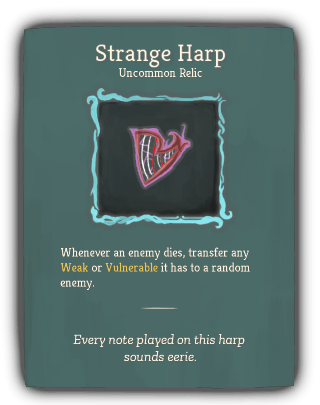 Strange Harp
Uncommon Relic
Whenever an enemy dies, transfer any
Weak or Vulnerable it has to a random
enemy.
Every note played on this harp
sounds eerie.